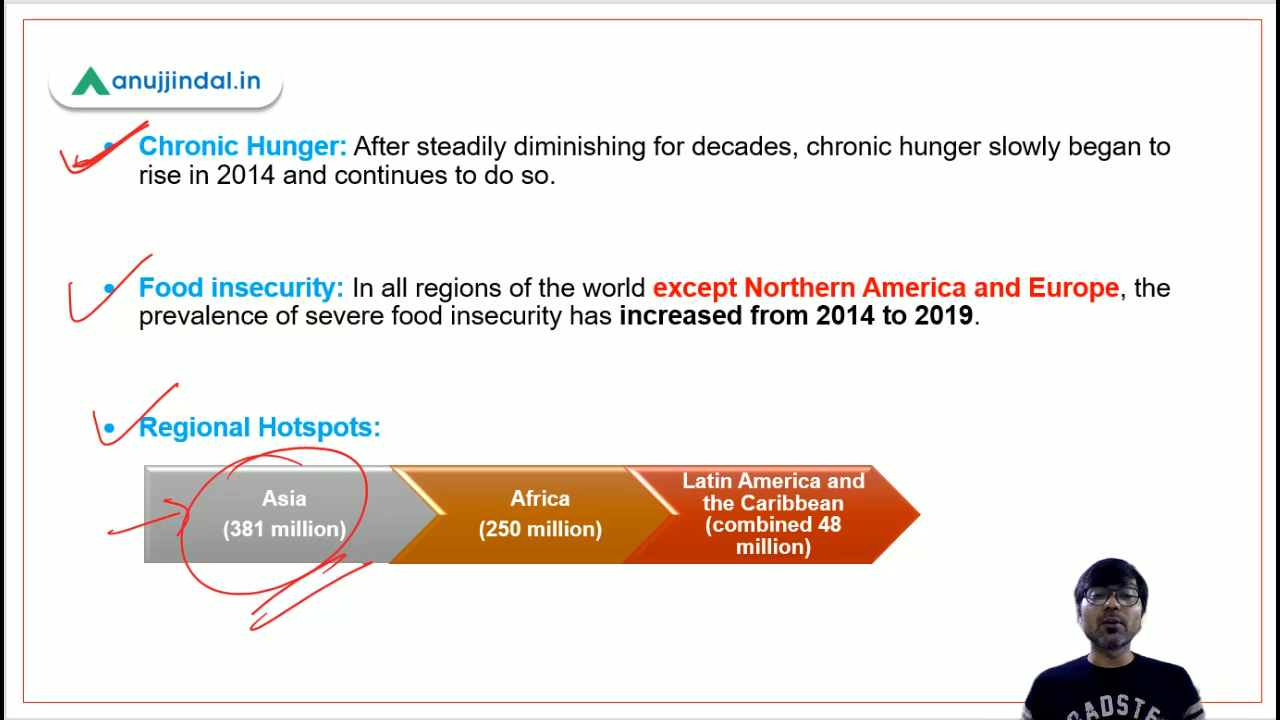 anujjindal.in
Chronic Hunger: After steadily diminishing for decades, chronic hunger slowly began to
rise in 2014 and continues to do so.
Food insecurity: In all regions of the world except Northern America and Europe, the
prevalence of severe food insecurity has increased from 2014 to 2019.
Regional Hotspots:
Asia
(381 million)
Africa
(250 million)
Latin America and
the Caribbean
(combined 48
million)